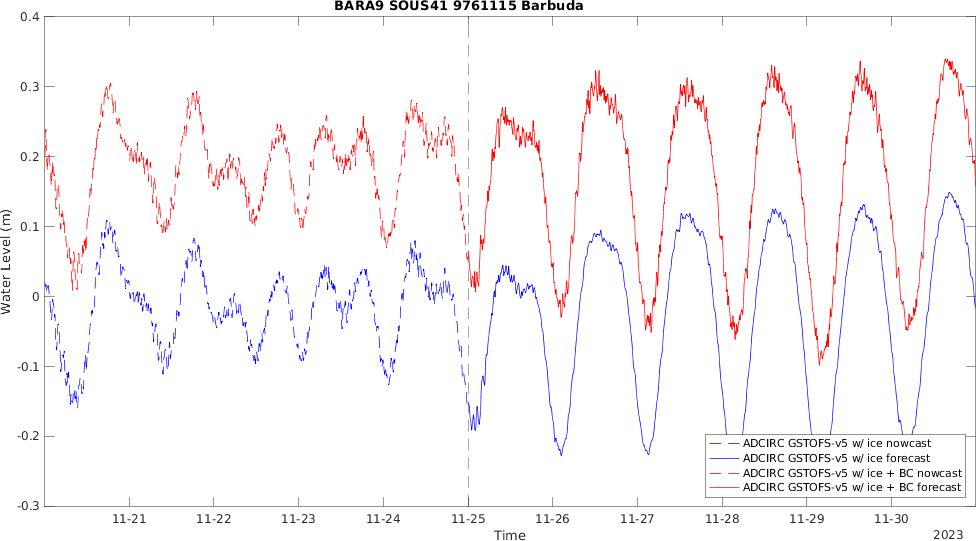 BARA9 SOUS41 9761115 Barbuda
0.4
0.3
0.2
0.1
0
-0.1
-0.2
-0.3
Water Level (m)
ADCIRC GSTOFS-v5 w/ ice nowcast
ADCIRC GSTOFS-v5 w/ ice forecast
ADCIRC GSTOFS-v5 w/ ice + BC nowcast
ADCIRC GSTOFS-v5 w/ ice + BC forecast
11-21 11-22 11-23 11-24 11-25 11-26 11-27 11-28 11-29 11-30
Time
2023